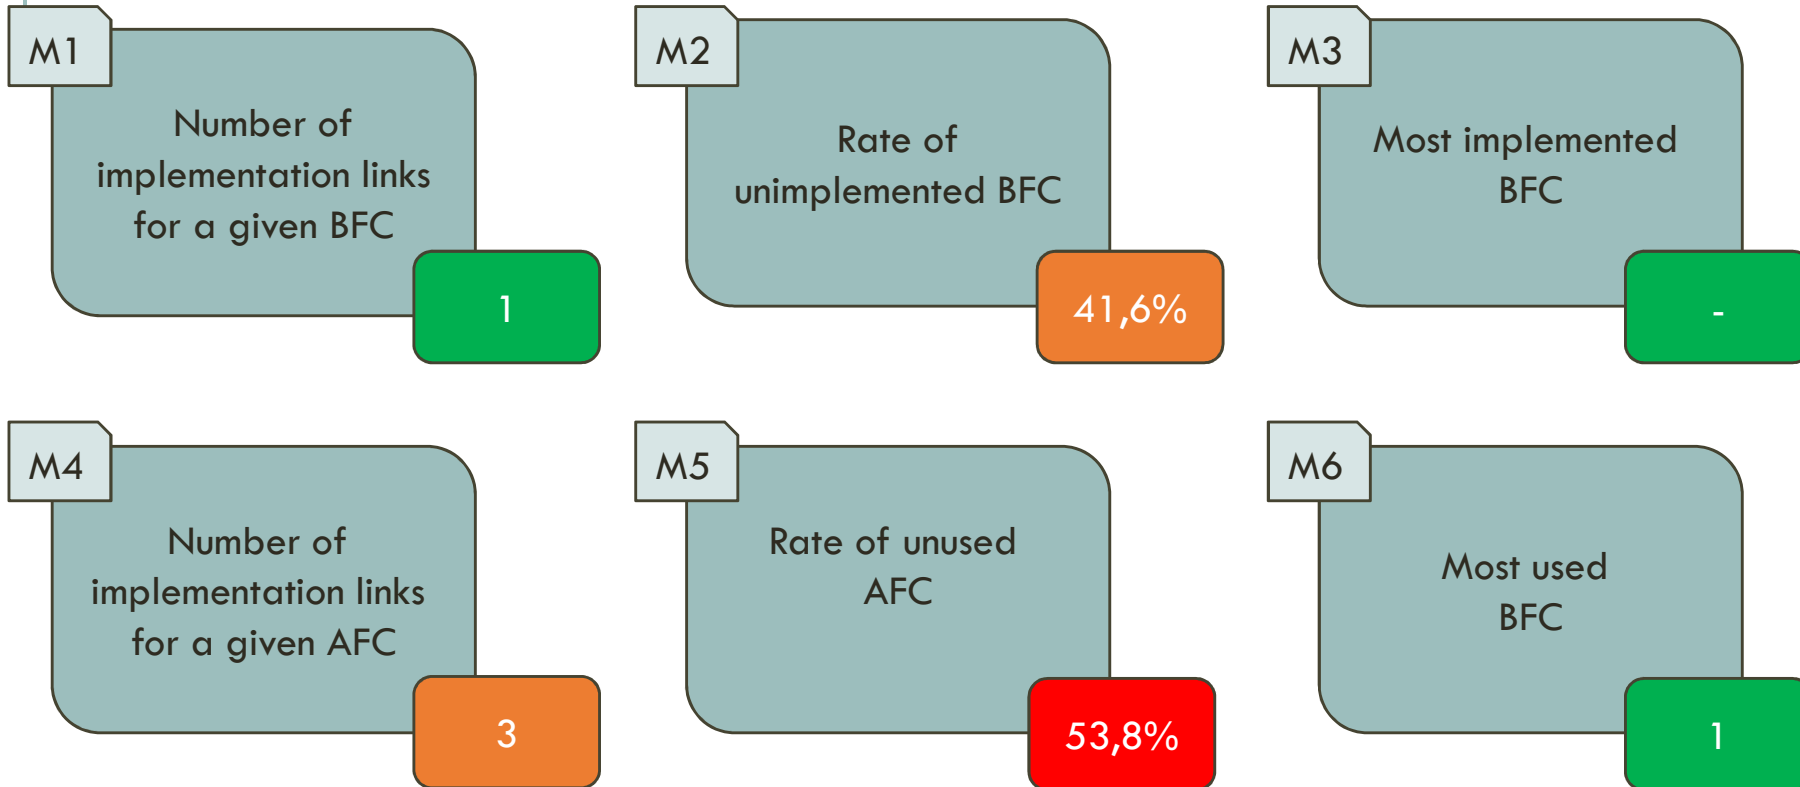 M1
Number of
implementation links
for a given BFC
1
M2
Rate of
unimplemented BFC
41,6%
M3
Most implemented
BFC
-
M4
Number of
implementation links
for a given AFC
3
M5
Rate of unused
AFC
53,8%
M6
Most used
BFC
1